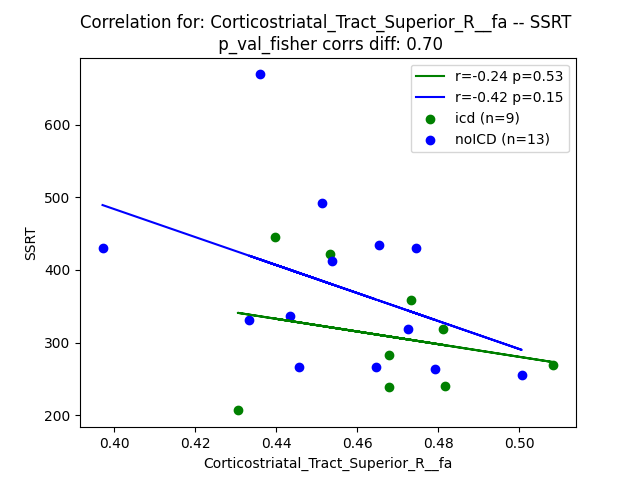 Correlation for: Corticostriatal_Tract_Superior_R__fa -- SSRT
p_val_fisher corrs diff: 0.70
r=-0.24 p=0.53
r=-0.42 p=0.15
icd (n=9)
noICD (n=13)
SSRT
600
500
400
300
200
0.40 0.42 0.44 0.46 0.48 0.50
Corticostriatal_Tract_Superior_R__fa